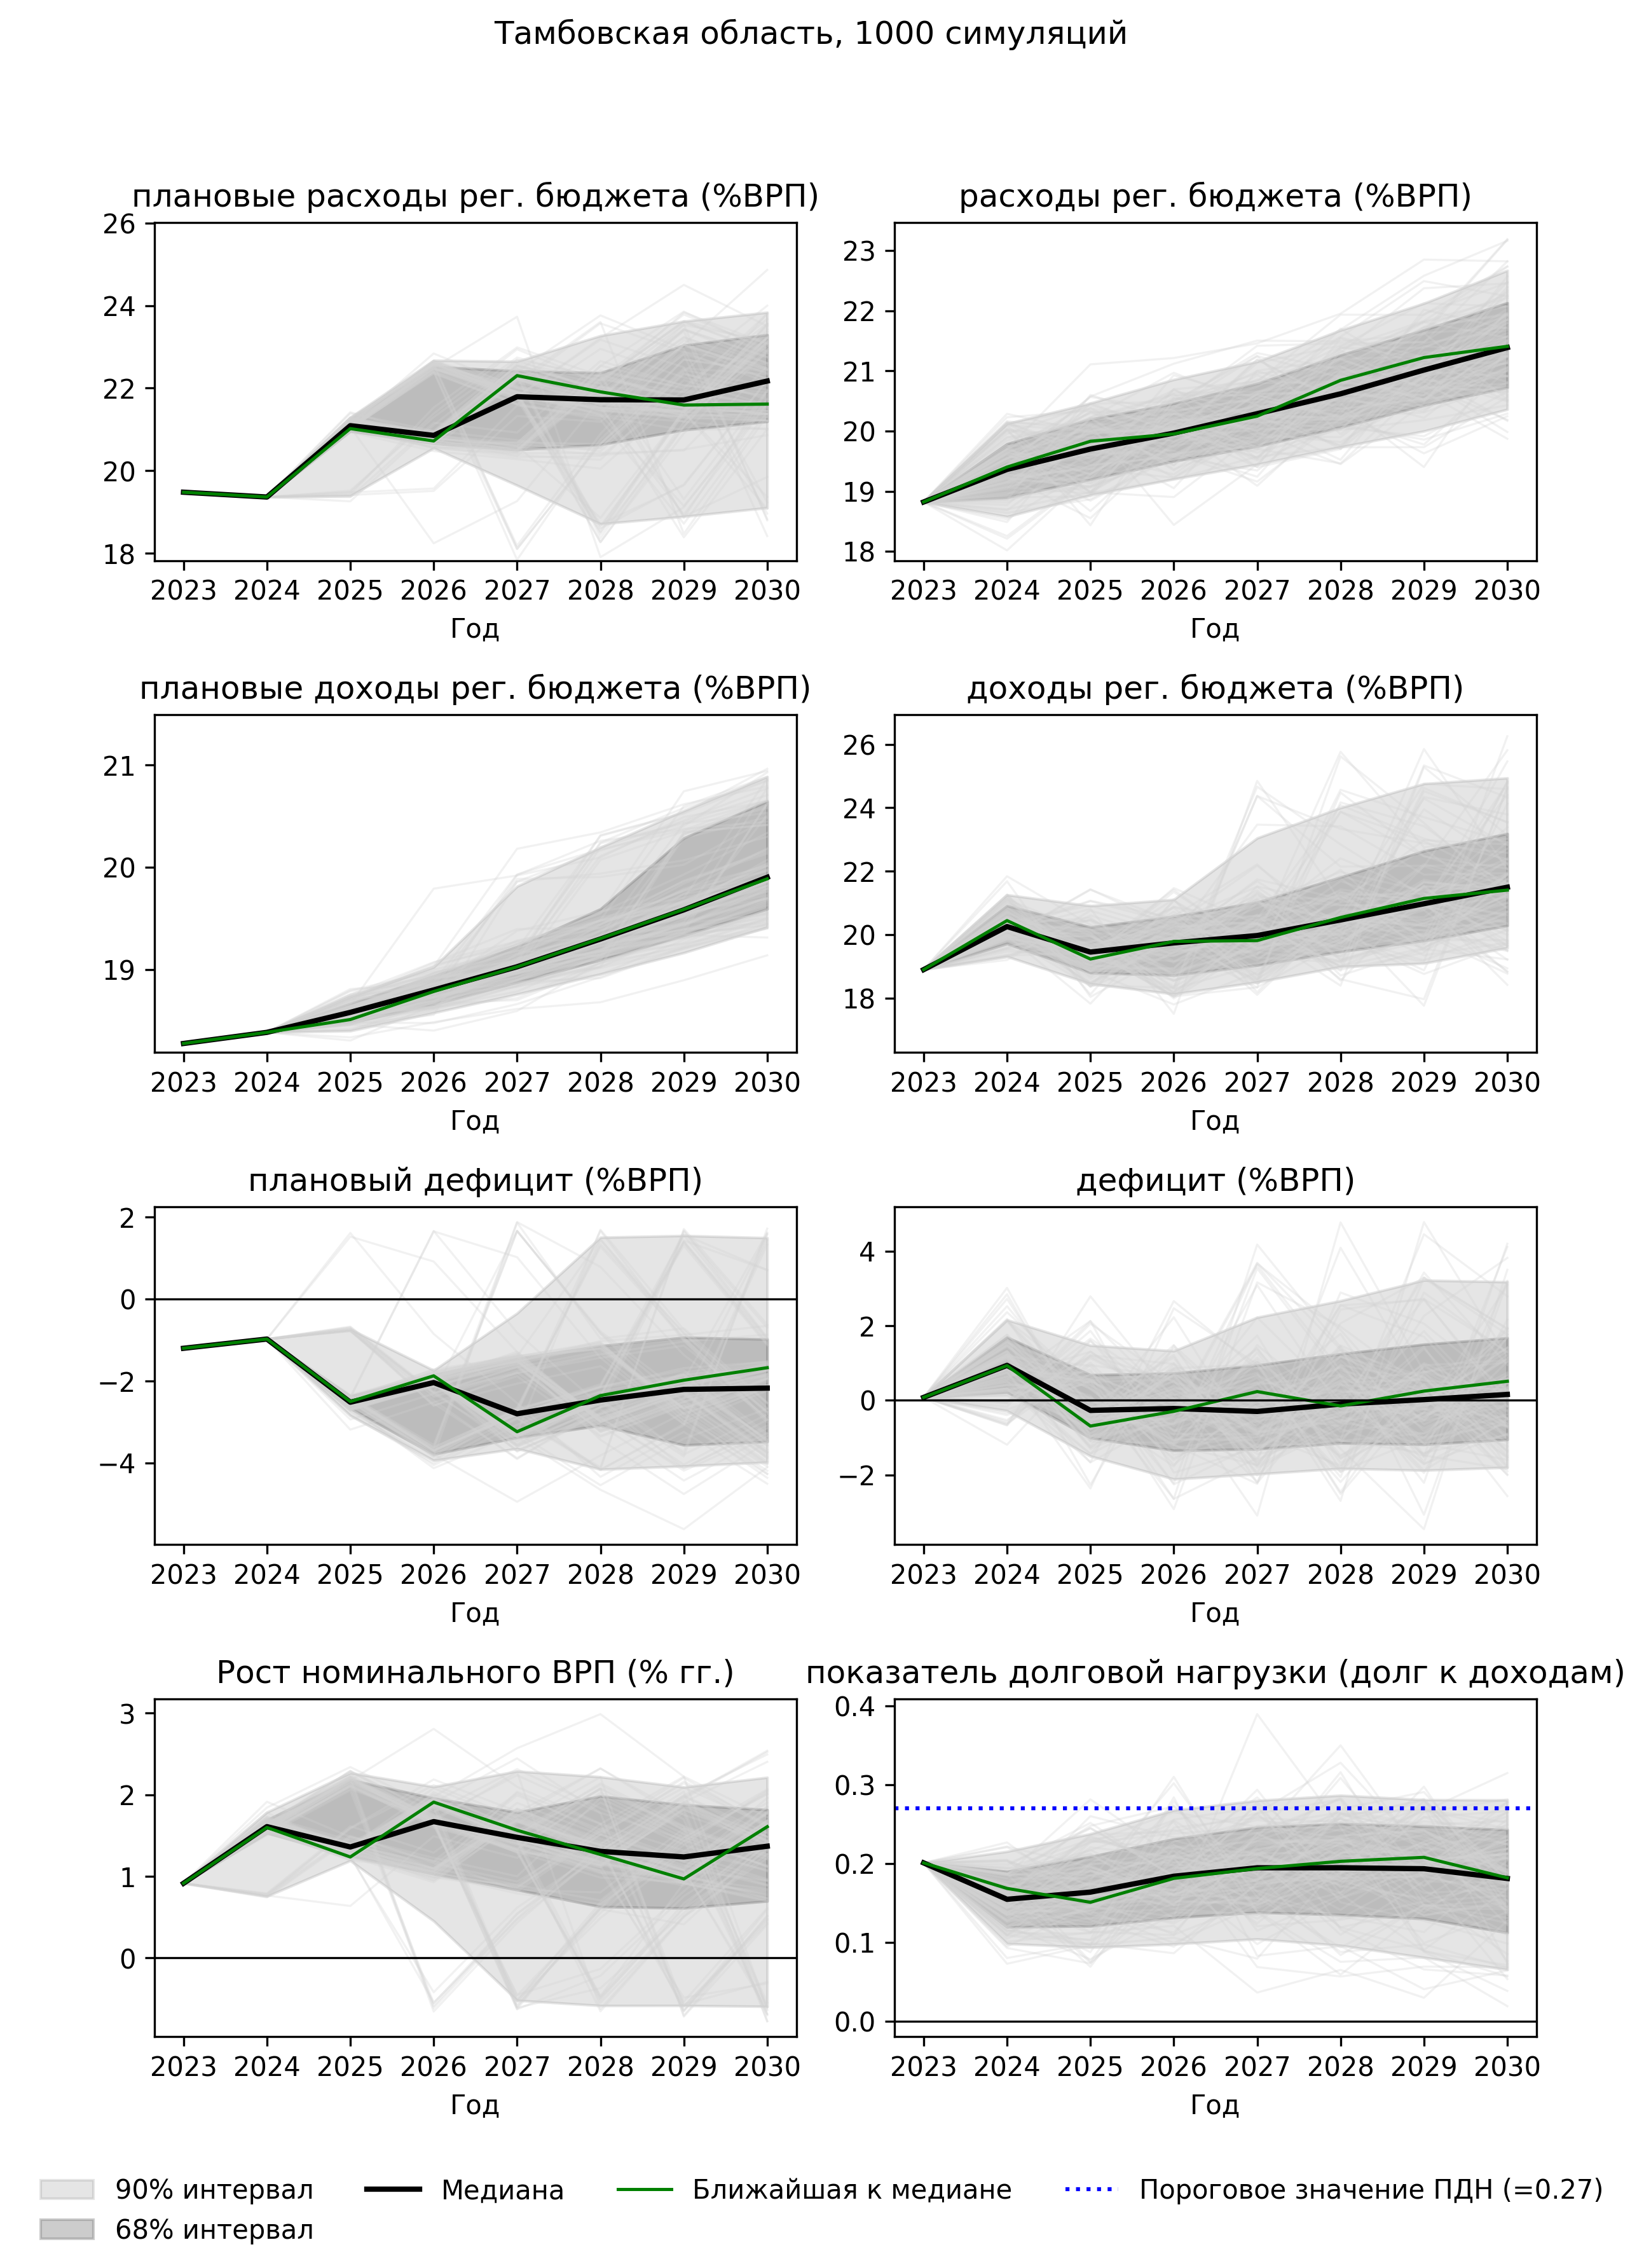 Тамбовская область, 1000 симуляций
плановые расходы рег. бюджета (%ВРП)
26
24
22
20
18
2023 2024 2025 2026 2027 2028 2029 2030
Год
расходы рег. бюджета (%ВРП)
23
22
21
20
19
18
2023 2024 2025 2026 2027 2028 2029 2030
Год
плановые доходы рег. бюджета (%ВРП)
21
20
19
2023 2024 2025 2026 2027 2028 2029 2030
Год
доходы рег. бюджета (%ВРП)
26
24
22
20
18
2023 2024 2025 2026 2027 2028 2029 2030
Год
плановый дефицит (%ВРП)
2
0
−2
−4
2023 2024 2025 2026 2027 2028 2029 2030
Год
дефицит (%ВРП)
4
2
0
−2
2023 2024 2025 2026 2027 2028 2029 2030
Год
Рост номинального ВРП (% гг.)
3
2
1
0
2023 2024 2025 2026 2027 2028 2029 2030
Год
показатель долговой нагрузки (долг к доходам)
0.4
0.3
0.2
0.1
0.0
2023 2024 2025 2026 2027 2028 2029 2030
Год
90% интервал
68% интервал
Медиана
Ближайшая к медиане
Пороговое значение ПДН (=0.27)